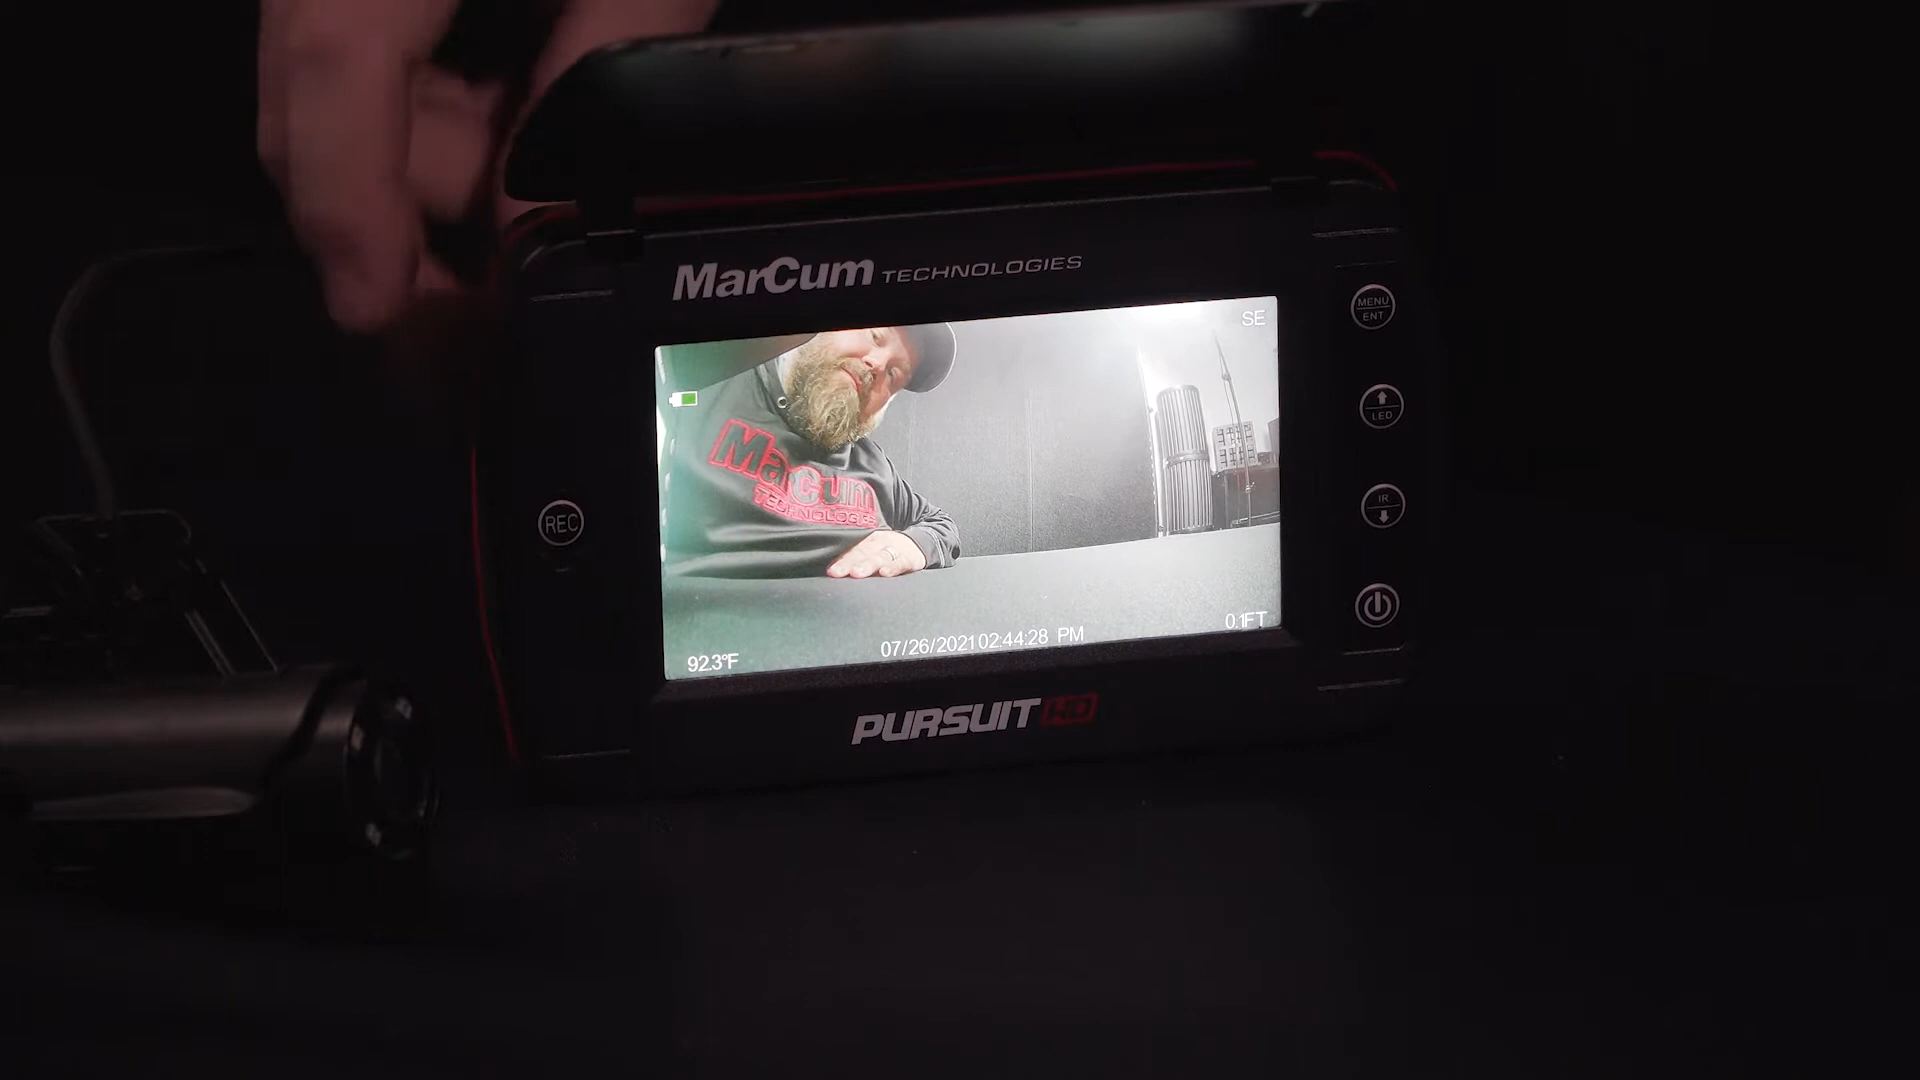 MarCum TECHNOLOGIES
SE
MarCum
TECHNOLOGIES
MENU
ENT
LED
IR
REC
0.1FT
07/26/2021 02:44:28 PM
92.3°F
PURSUIT HD